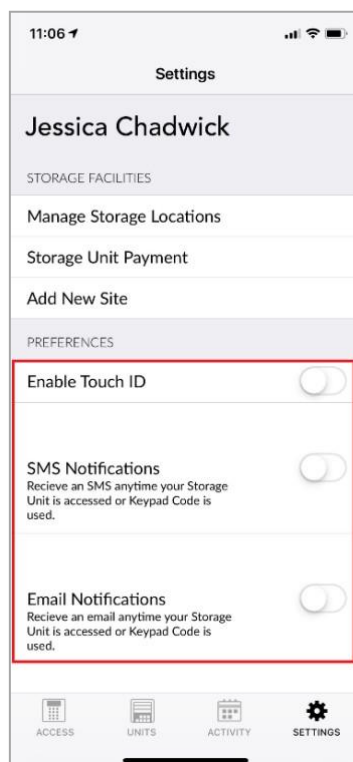 11:06
Settings
Jessica Chadwick
STORAGE FACILITIES
Manage Storage Locations
Storage Unit Payment
Add New Site
PREFERENCES
Enable Touch ID
SMS Notifications
Recieve an SMS anytime your Storage
Unit is accessed or Keypad Code is
used.
Email Notifications
Recieve an email anytime your Storage
Unit is accessed or Keypad Code is
used.
ACCESS UNITS ACTIVITY SETTINGS